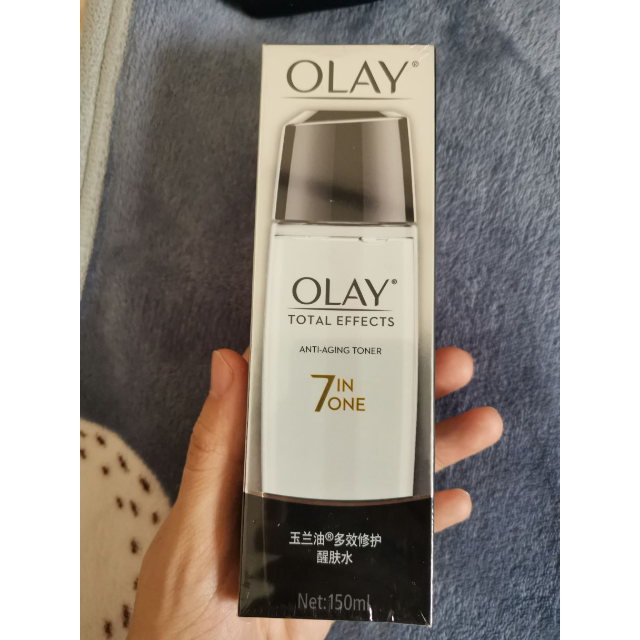 OLAY®
OLAY®
TOTAL EFFECTS
ANTI-AGING TONER
7 IN
ONE
玉兰油®多效修护
醒肤水
Net:150ml